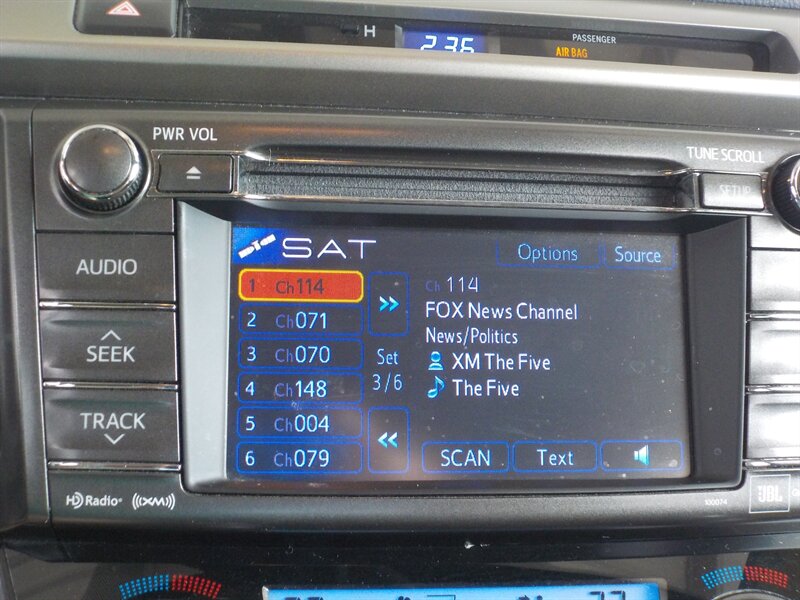 H 2:36 PASSENGER
AIR BAG
PWR VOL
TUNE SCROLL
SETUP
SAT Options Source
AUDIO
1 Ch114 Ch 114
2 Ch071 FOX News Channel
News/Politics
SEEK
3 Ch070 Set XM The Five
4 Ch148 3/6 The Five
TRACK
5 Ch004
6 Ch079 SCAN Text
HD Radio XM
100074 JBL